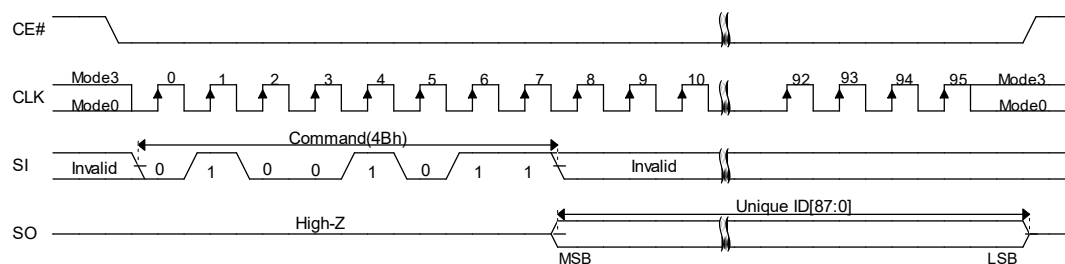 CE#
Mode3 0 1 2 3 4 5 6 7 8 9 10 92 93 94 95 Mode3
CLK
Mode0 Mode0
Command(4Bh)
SI Invalid 0 1 0 0 1 0 1 1 Invalid
Unique ID[87:0]
SO High-Z
MSB LSB